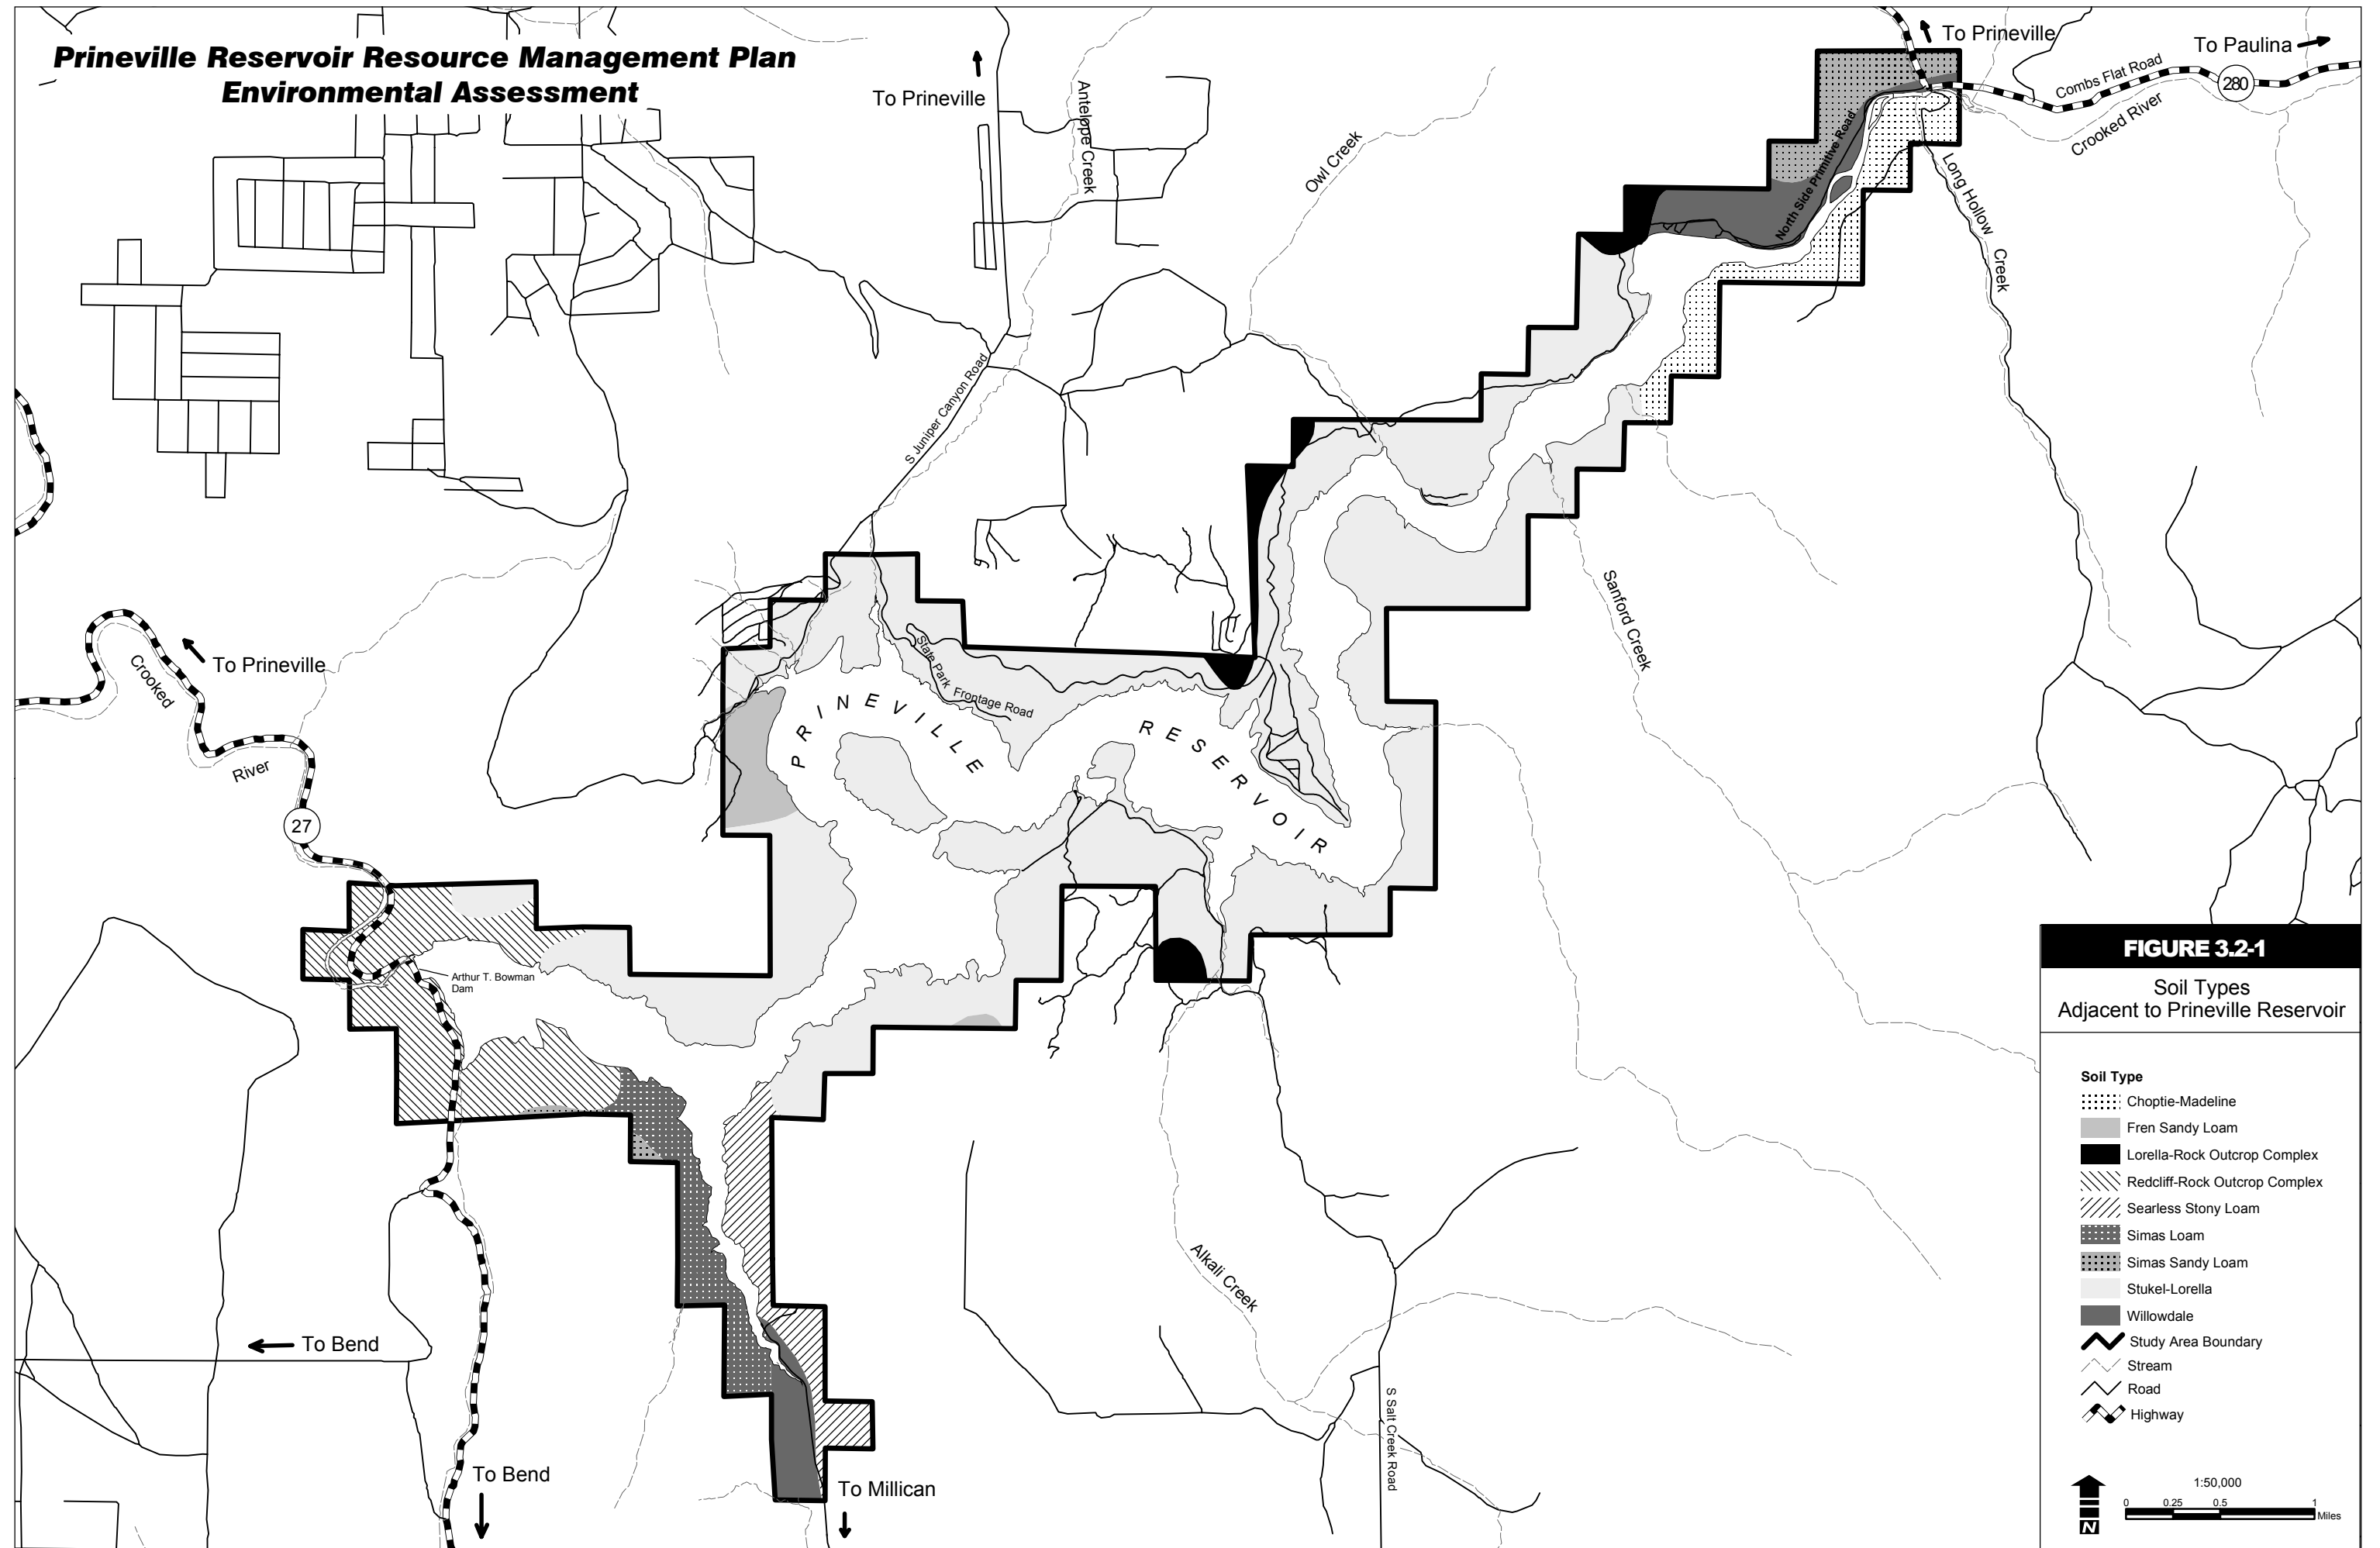 Prineville Reservoir Resource Management Plan
Environmental Assessment
To Prineville
Antelope Creek
Owl Creek
To Prineville
To Paulina
Combs Flat Road
280
Crooked River
North Side Primitive Road
Long Hollow
Creek
S Juniper Canyon Road
Sanford Creek
To Prineville
Crooked
River
27
State Park
Frontage Road
PRINEVILLE
RESERVOIR
Arthur T. Bowman
Dam
To Bend
To Bend
To Millican
Alkali Creek
S Salt Creek Road
FIGURE 3.2-1
Soil Types
Adjacent to Prineville Reservoir
Soil Type
Choptie-Madeline
Fren Sandy Loam
Lorella-Rock Outcrop Complex
Redcliff-Rock Outcrop Complex
Searless Stony Loam
Simas Loam
Simas Sandy Loam
Stukel-Lorella
Willowdale
Study Area Boundary
Stream
Road
Highway
N
1:50,000
0 0.25 0.5 1
Miles